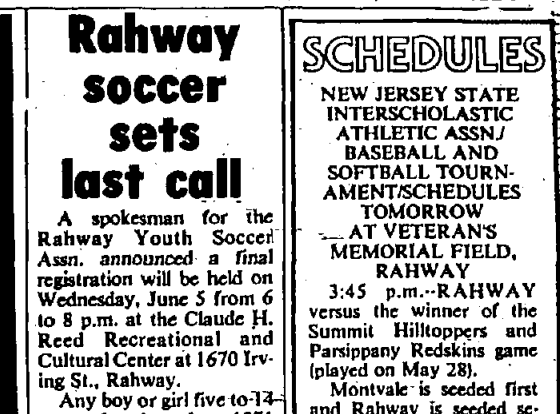 Rahway
soccer
sets
last call
A spokesman for the
Rahway Youth Soccer
Assn. announced a final
registration will be held on
Wednesday, June 5 from 6
to 8 p.m. at the Claude H.
Reed Recreational and
Cultural Center at 1670 Irv-
ing St., Rahway.
Any boy or girl five to 14
SCHEDULES
NEW JERSEY STATE
INTERSCHOLASTIC
ATHLETIC ASSN./
BASEBALL AND
SOFTBALL TOURN-
AMENT/SCHEDULES
TOMORROW
AT VETERAN'S
MEMORIAL FIELD,
RAHWAY
3:45 p.m.--RAHWAY
versus the winner of the
Summit Hilltoppers and
Parsippany Redskins game
(played on May 28).
Montvale is seeded first
and Rahway is seeded se-